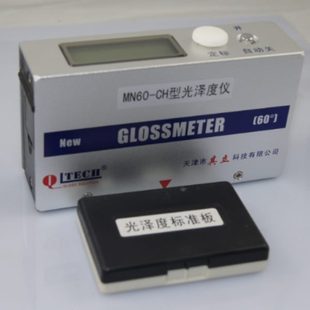 开
定标 自动关
MN60-CH型光泽度仪
New GLOSSMETER (60°)
QITECH
天津市其立科技有限公司
光泽度标准板